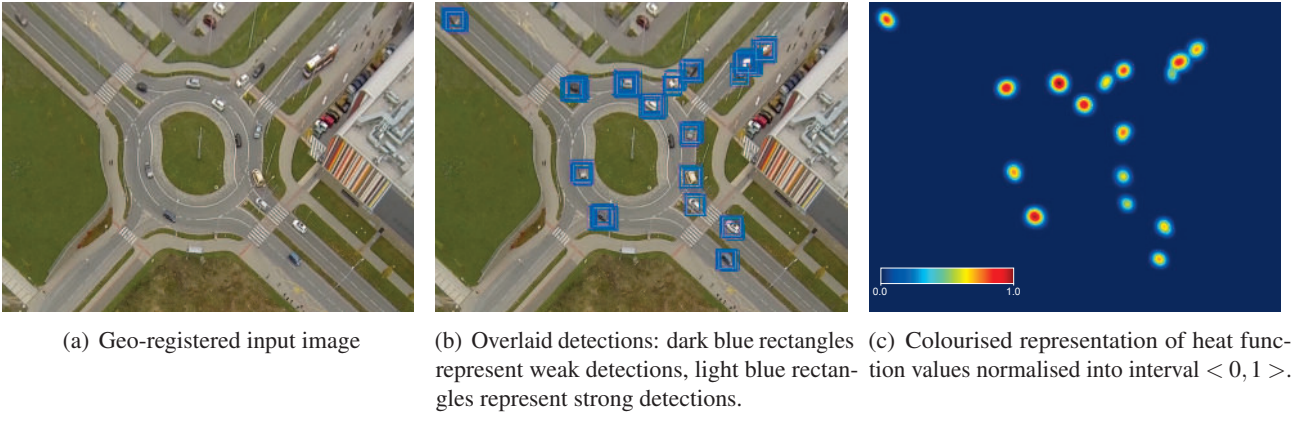 0.0
1.0
(a) Geo-registered input image
(b) Overlaid detections: dark blue rectangles
represent weak detections, light blue rectan-
gles represent strong detections.
(c) Colourised representation of heat func-
tion values normalised into interval < 0, 1 >.